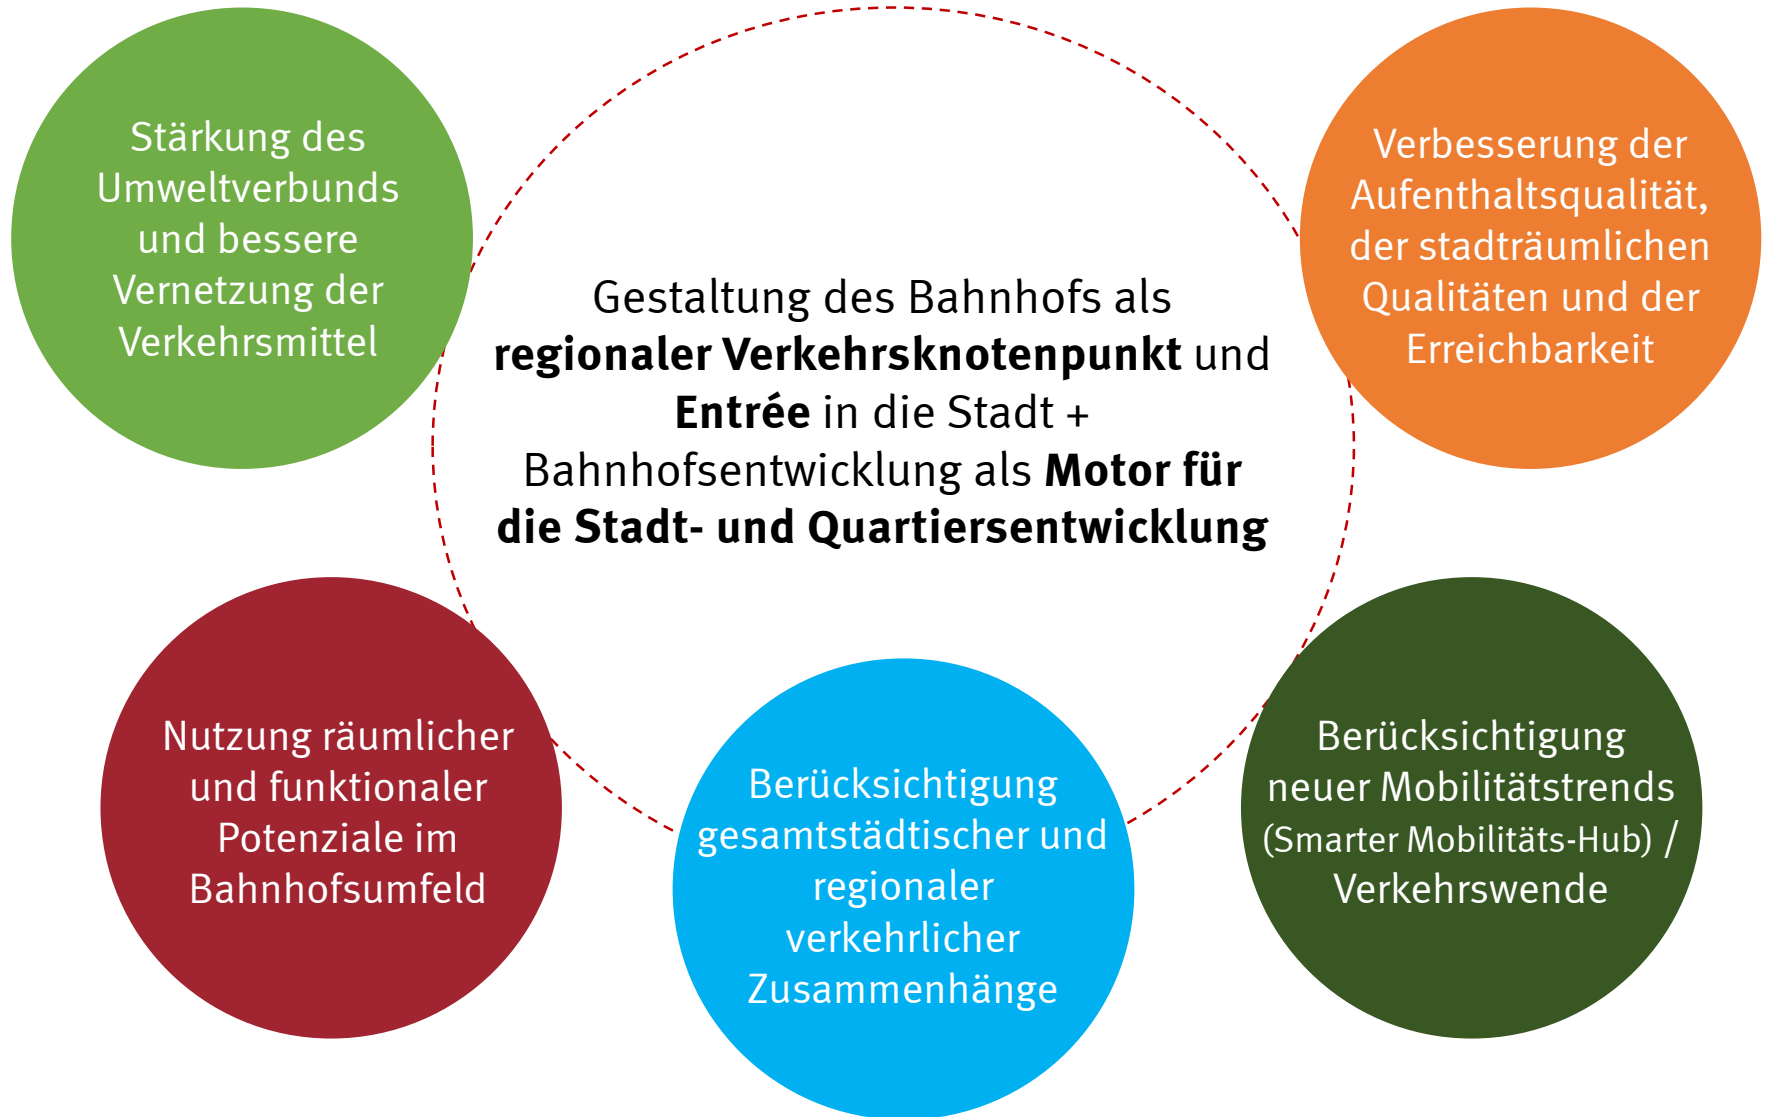 Stärkung des
Umweltverbunds
und bessere
Vernetzung der
Verkehrsmittel
Gestaltung des Bahnhofs als
regionaler Verkehrsknotenpunkt und
Entrée in die Stadt +
Bahnhofsentwicklung als Motor für
die Stadt- und Quartiersentwicklung
Verbesserung der
Aufenthaltsqualität,
der stadträumlichen
Qualitäten und der
Erreichbarkeit
Nutzung räumlicher
und funktionaler
Potenziale im
Bahnhofsumfeld
Berücksichtigung
gesamtstädtischer und
regionaler
verkehrlicher
Zusammenhänge
Berücksichtigung
neuer Mobilitätstrends
(Smarter Mobilitäts-Hub) /
Verkehrswende